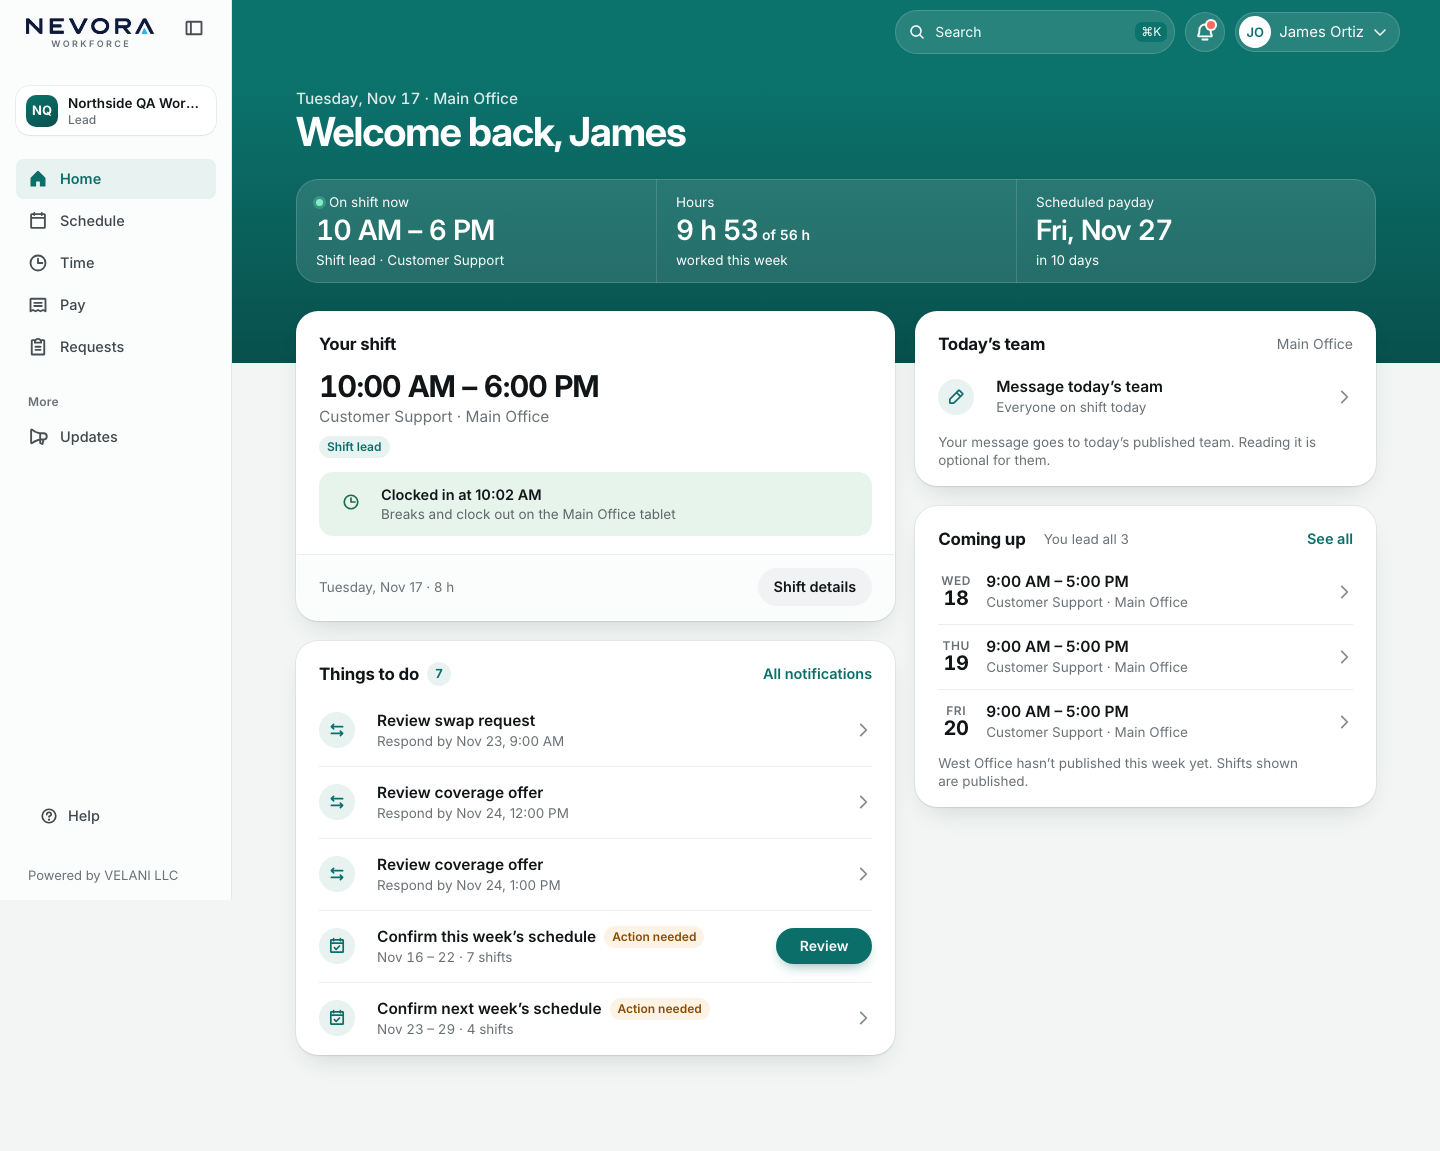 NEVORA
WORKFORCE
Search
⌘K
JO
James Ortiz
NQ
Northside QA Wor...
Lead
Home
Schedule
Time
Pay
Requests
More
Updates
Help
Powered by VELANI LLC
Tuesday, Nov 17 · Main Office
Welcome back, James
On shift now
10 AM – 6 PM
Shift lead · Customer Support
Hours
9 h 53 of 56 h
worked this week
Scheduled payday
Fri, Nov 27
in 10 days
Your shift
10:00 AM – 6:00 PM
Customer Support · Main Office
Shift lead
Clocked in at 10:02 AM
Breaks and clock out on the Main Office tablet
Tuesday, Nov 17 · 8 h
Shift details
Things to do 7
All notifications
Review swap request
Respond by Nov 23, 9:00 AM
Review coverage offer
Respond by Nov 24, 12:00 PM
Review coverage offer
Respond by Nov 24, 1:00 PM
Confirm this week’s schedule Action needed
Nov 16 – 22 · 7 shifts
Review
Confirm next week’s schedule Action needed
Nov 23 – 29 · 4 shifts
Today’s team
Main Office
Message today’s team
Everyone on shift today
Your message goes to today’s published team. Reading it is
optional for them.
Coming up You lead all 3
See all
WED
18
9:00 AM – 5:00 PM
Customer Support · Main Office
THU
19
9:00 AM – 5:00 PM
Customer Support · Main Office
FRI
20
9:00 AM – 5:00 PM
Customer Support · Main Office
West Office hasn’t published this week yet. Shifts shown
are published.